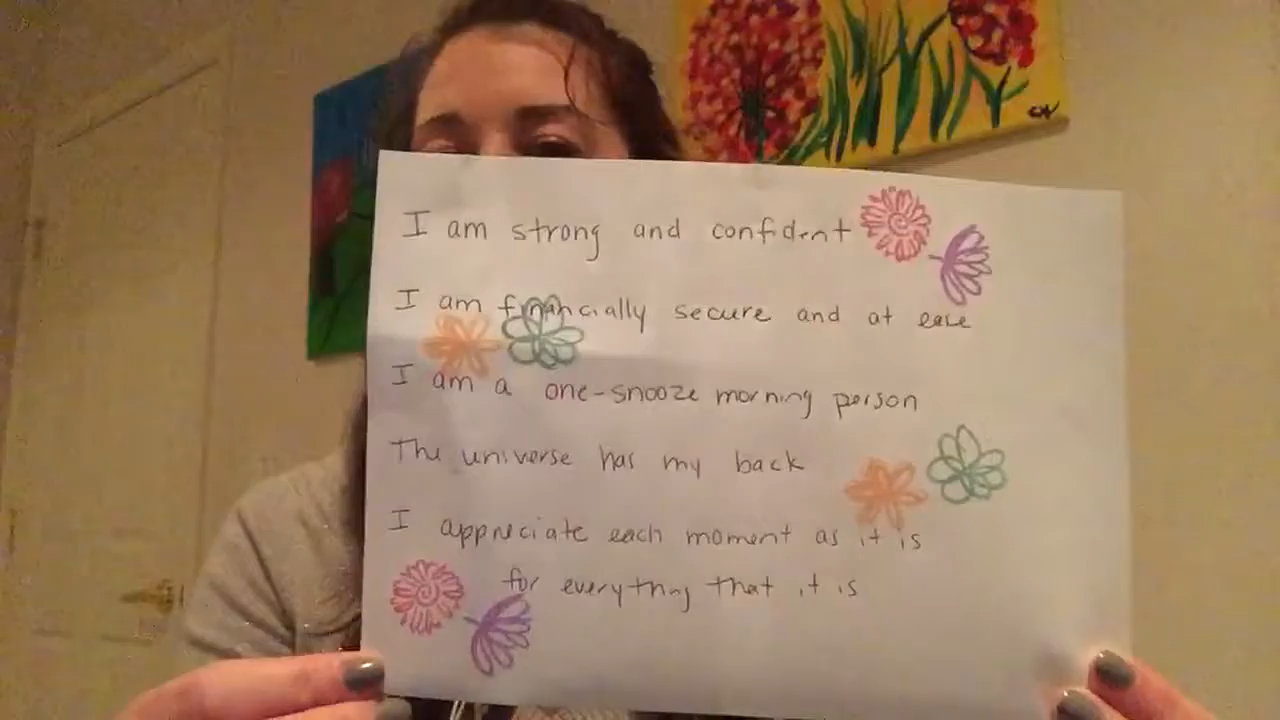 I am strong and confident
I am financially secure and at ease
I am a one-snooze morning person
The universe has my back
I appreciate each moment as it is
for everything that it is
CW